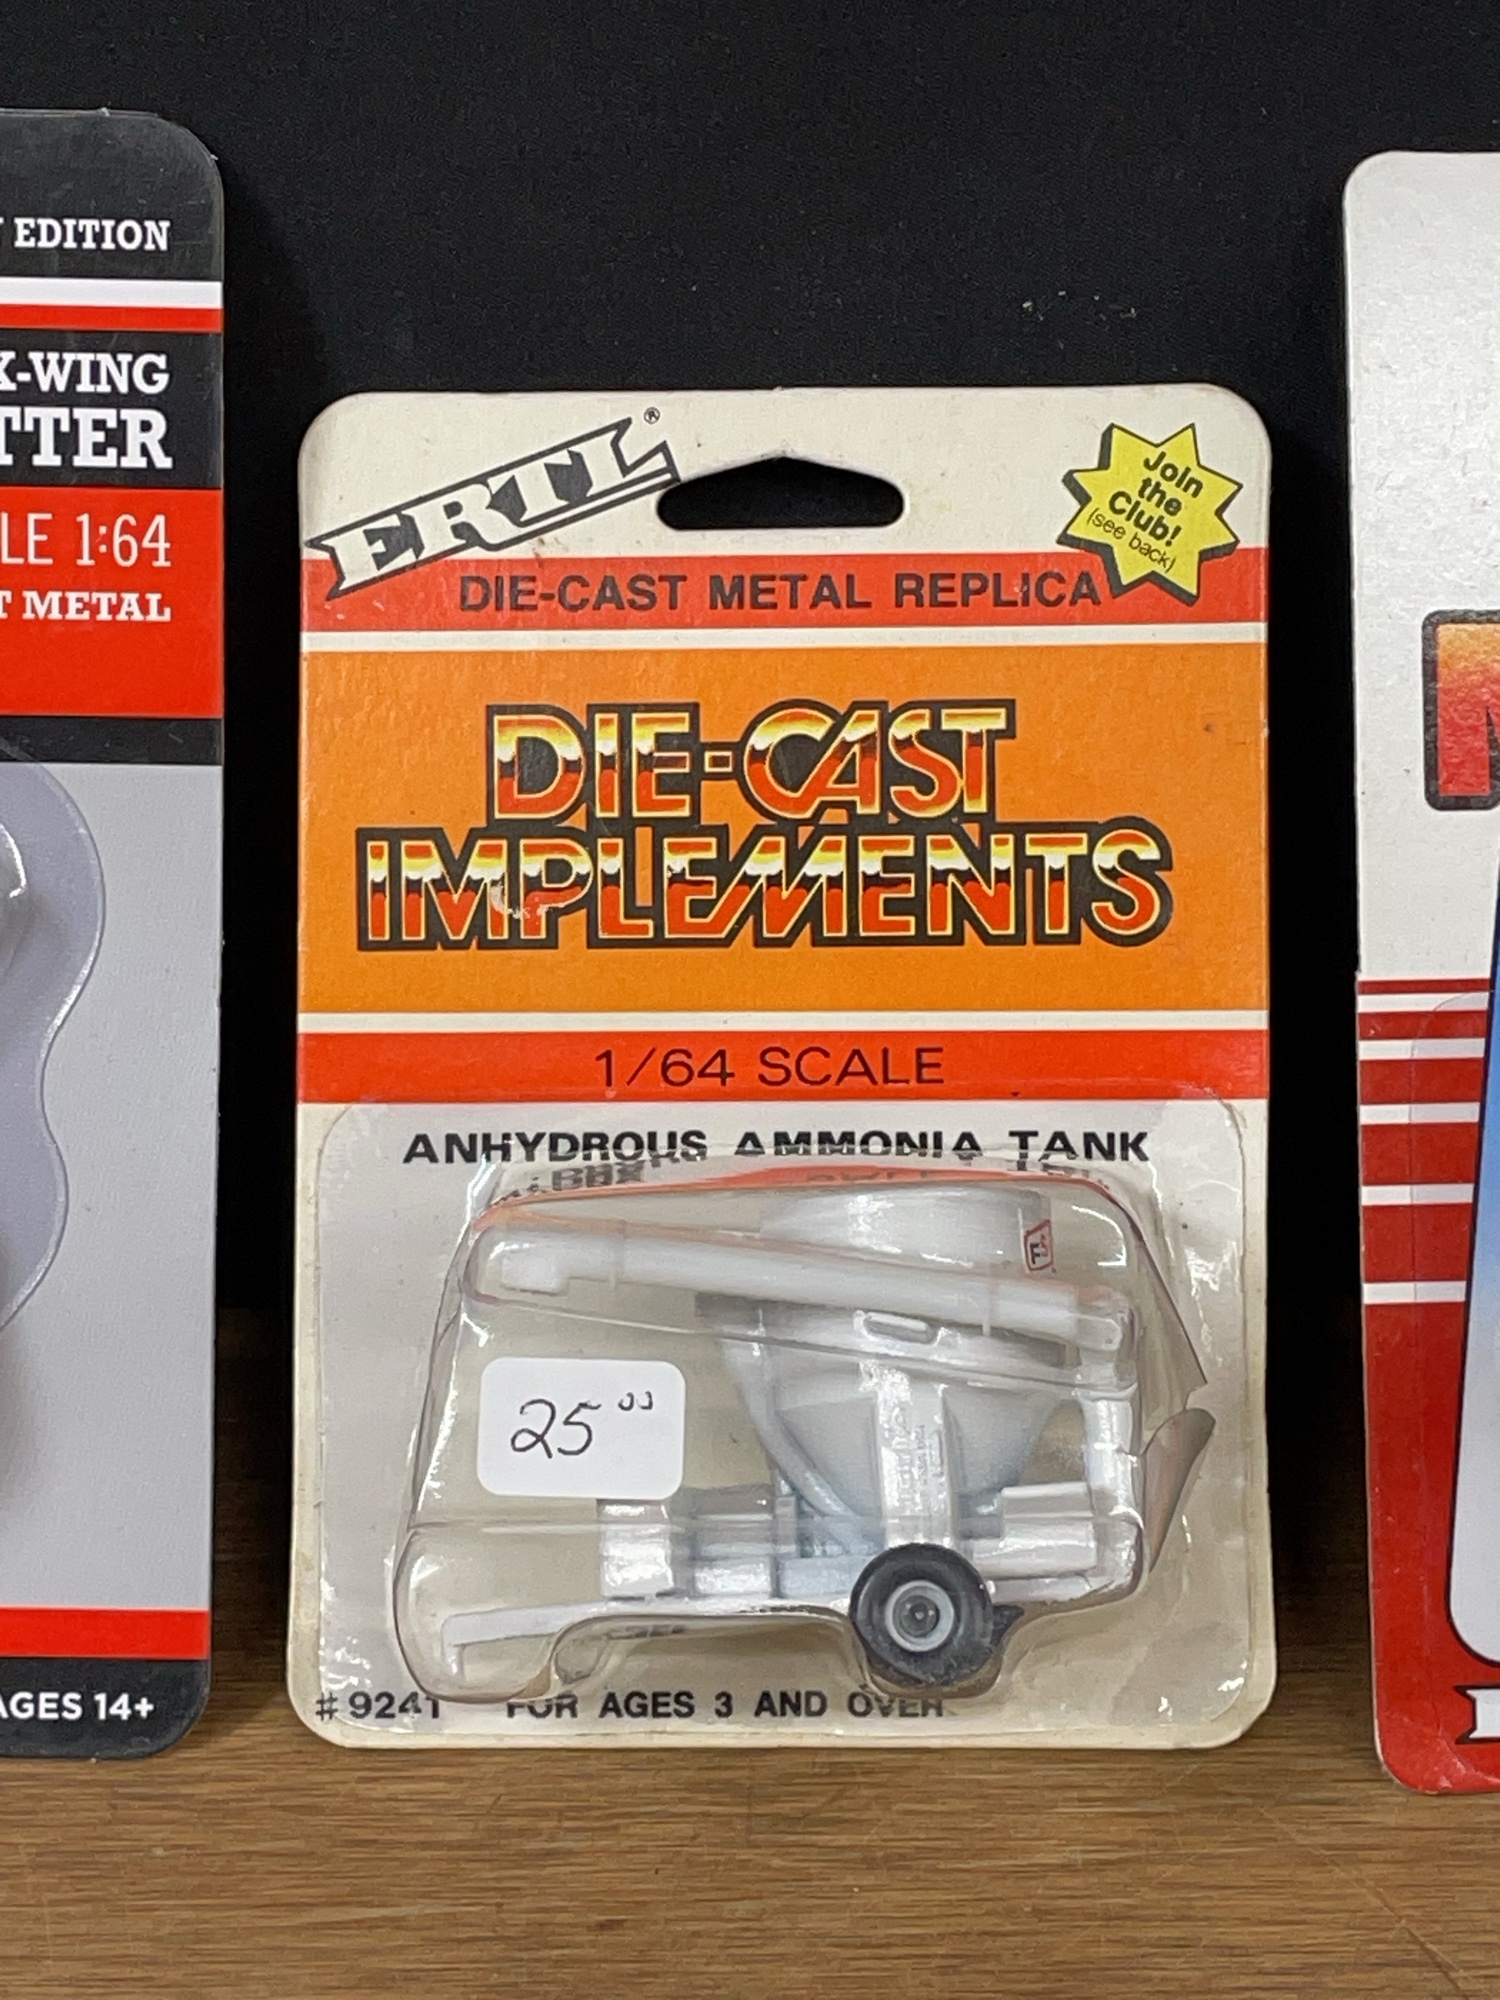 EDITION
X-WING
TTER
LE 1:64
T METAL
AGES 14+
ERTL®
Join
the
Club!
(see back)
DIE-CAST METAL REPLICA
DIE-CAST
IMPLEMENTS
1/64 SCALE
ANHYDROUS AMMONIA TANK
25 00
#9241 FOR AGES 3 AND OVER